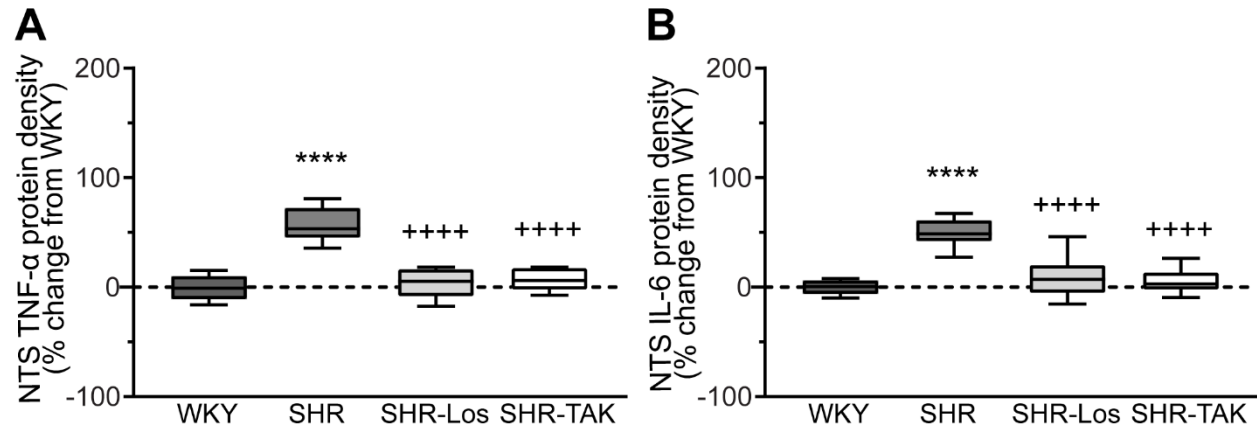 A
NTS TNF-α protein density
(% change from WKY)
200
100
0
-100
****
++++
++++
WKY SHR SHR-Los SHR-TAK
B
NTS IL-6 protein density
(% change from WKY)
200
100
0
-100
****
++++
++++
WKY SHR SHR-Los SHR-TAK